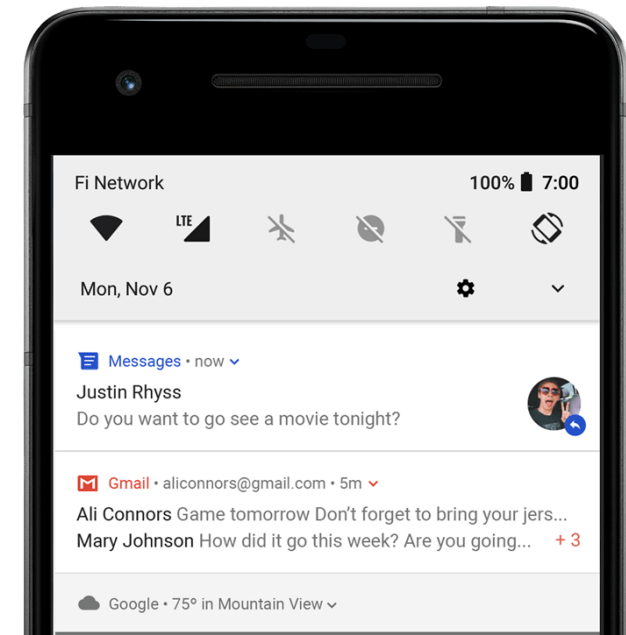 Fi Network 100% 7:00
LTE
Mon, Nov 6
Messages • now
Justin Rhyss
Do you want to go see a movie tonight?
Gmail • aliconnors@gmail.com • 5m
Ali Connors Game tomorrow Don't forget to bring your jers...
Mary Johnson How did it go this week? Are you going... + 3
Google • 75º in Mountain View